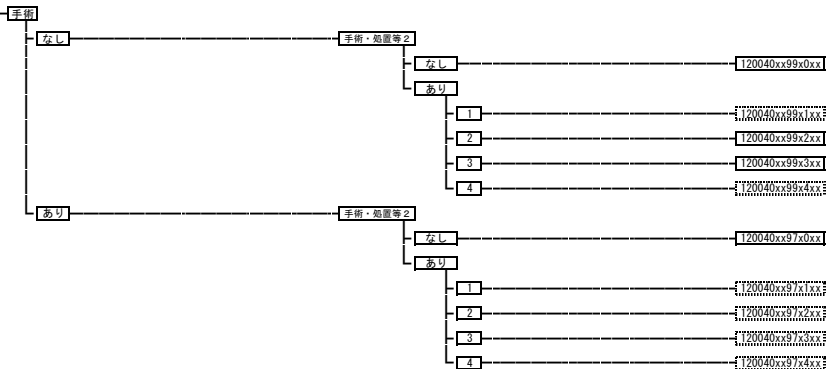 手術
なし 手術・処置等2
なし 120040xx99x0xx
あり
1 120040xx99x1xx
2 120040xx99x2xx
3 120040xx99x3xx
4 120040xx99x4xx
あり 手術・処置等2
なし 120040xx97x0xx
あり
1 120040xx97x1xx
2 120040xx97x2xx
3 120040xx97x3xx
4 120040xx97x4xx